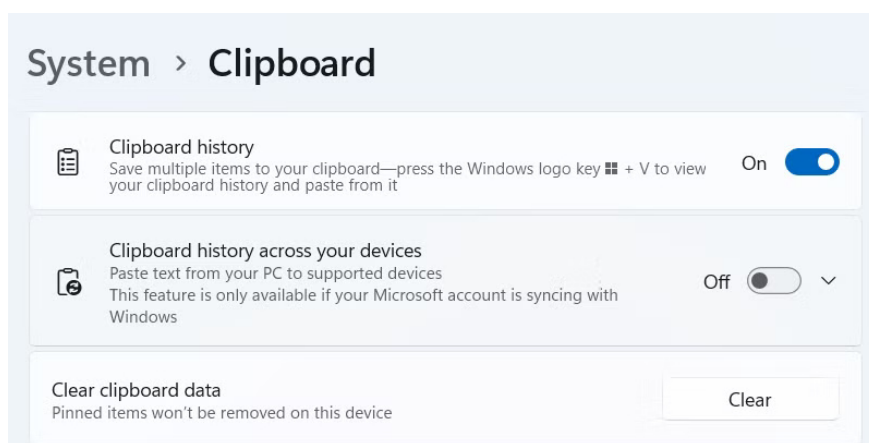 System > Clipboard
Clipboard history
Save multiple items to your clipboard—press the Windows logo key + V to view
your clipboard history and paste from it
On
Clipboard history across your devices
Paste text from your PC to supported devices
This feature is only available if your Microsoft account is syncing with
Windows
Off
Clear clipboard data
Pinned items won't be removed on this device
Clear